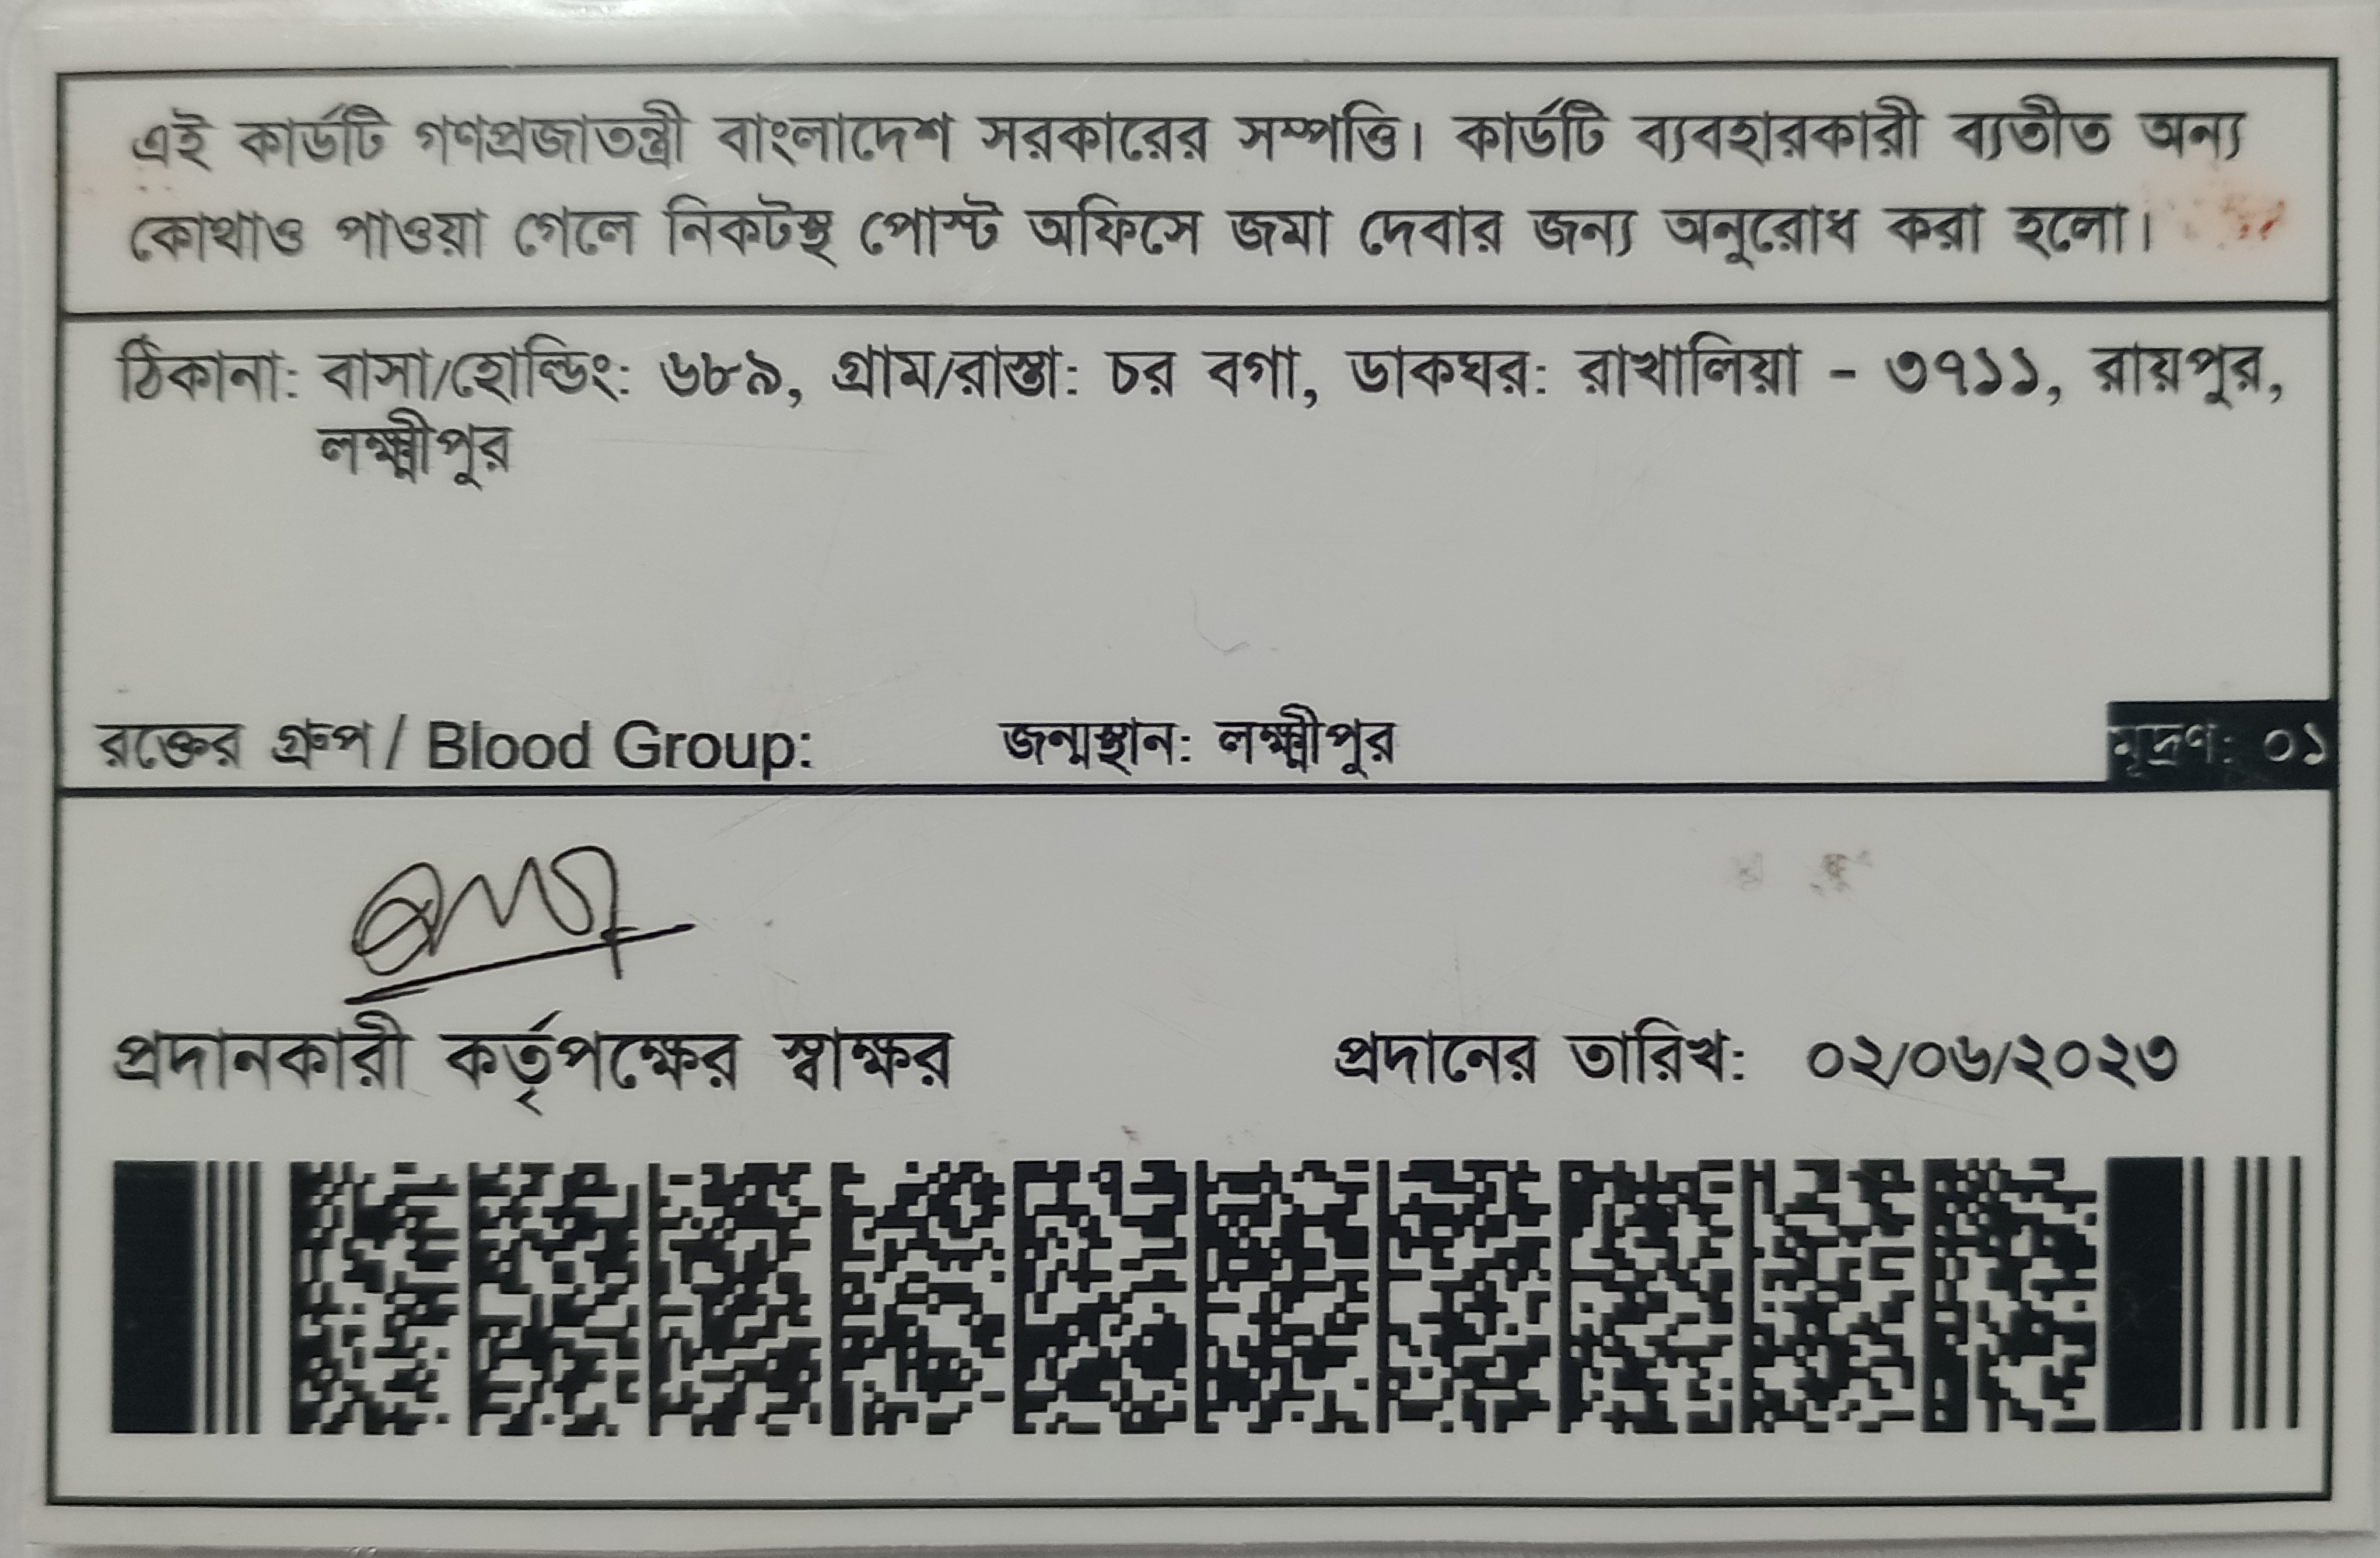 এই কার্ডটি গণপ্রজাতন্ত্রী বাংলাদেশ সরকারের সম্পত্তি। কার্ডটি ব্যবহারকারী ব্যতীত অন্য
কোথাও পাওয়া গেলে নিকটস্থ পোস্ট অফিসে জমা দেবার জন্য অনুরোধ করা হলো।
ঠিকানা: বাসা/হোল্ডিং: ৬৮৯, গ্রাম/রাস্তা: চর বগা, ডাকঘর: রাখালিয়া - ৩৭১১, রায়পুর,
লক্ষ্মীপুর
রক্তের গ্রুপ / Blood Group: জন্মস্থান: লক্ষ্মীপুর মূদ্রণ: ০১
প্রদানকারী কর্তৃপক্ষের স্বাক্ষর প্রদানের তারিখ: ০২/০৬/২০২৩